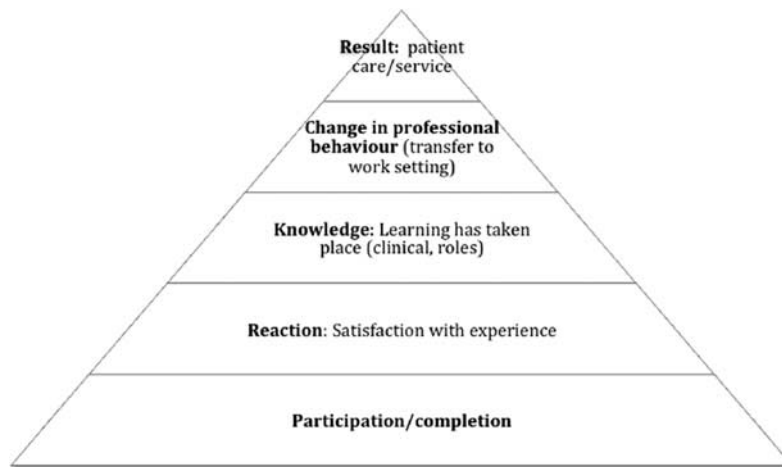 Result: patient
care/service
Change in professional
behaviour (transfer to
work setting)
Knowledge: Learning has taken
place (clinical, roles)
Reaction: Satisfaction with experience
Participation/completion